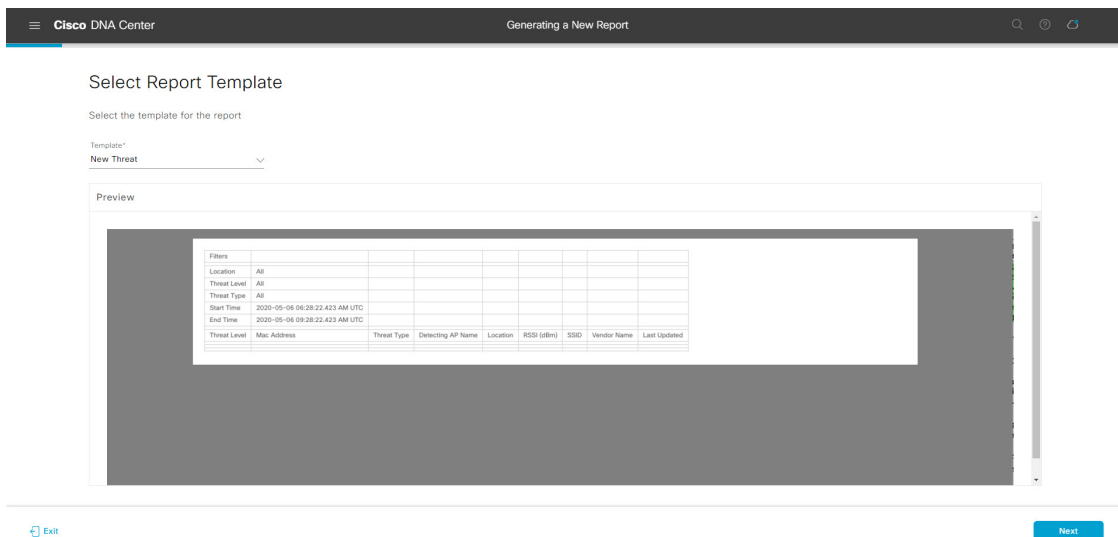 Cisco DNA Center
Generating a New Report
Select Report Template
Select the template for the report
Template*
New Threat
Preview
Filters
Location All
Threat Level All
Threat Type All
Start Time 2020-05-06 06:28:22.423 AM UTC
End Time 2020-05-06 09:28:22.423 AM UTC
Threat Level Mac Address Threat Type Detecting AP Name Location RSSI (dBm) SSID Vendor Name Last Updated
Exit
Next